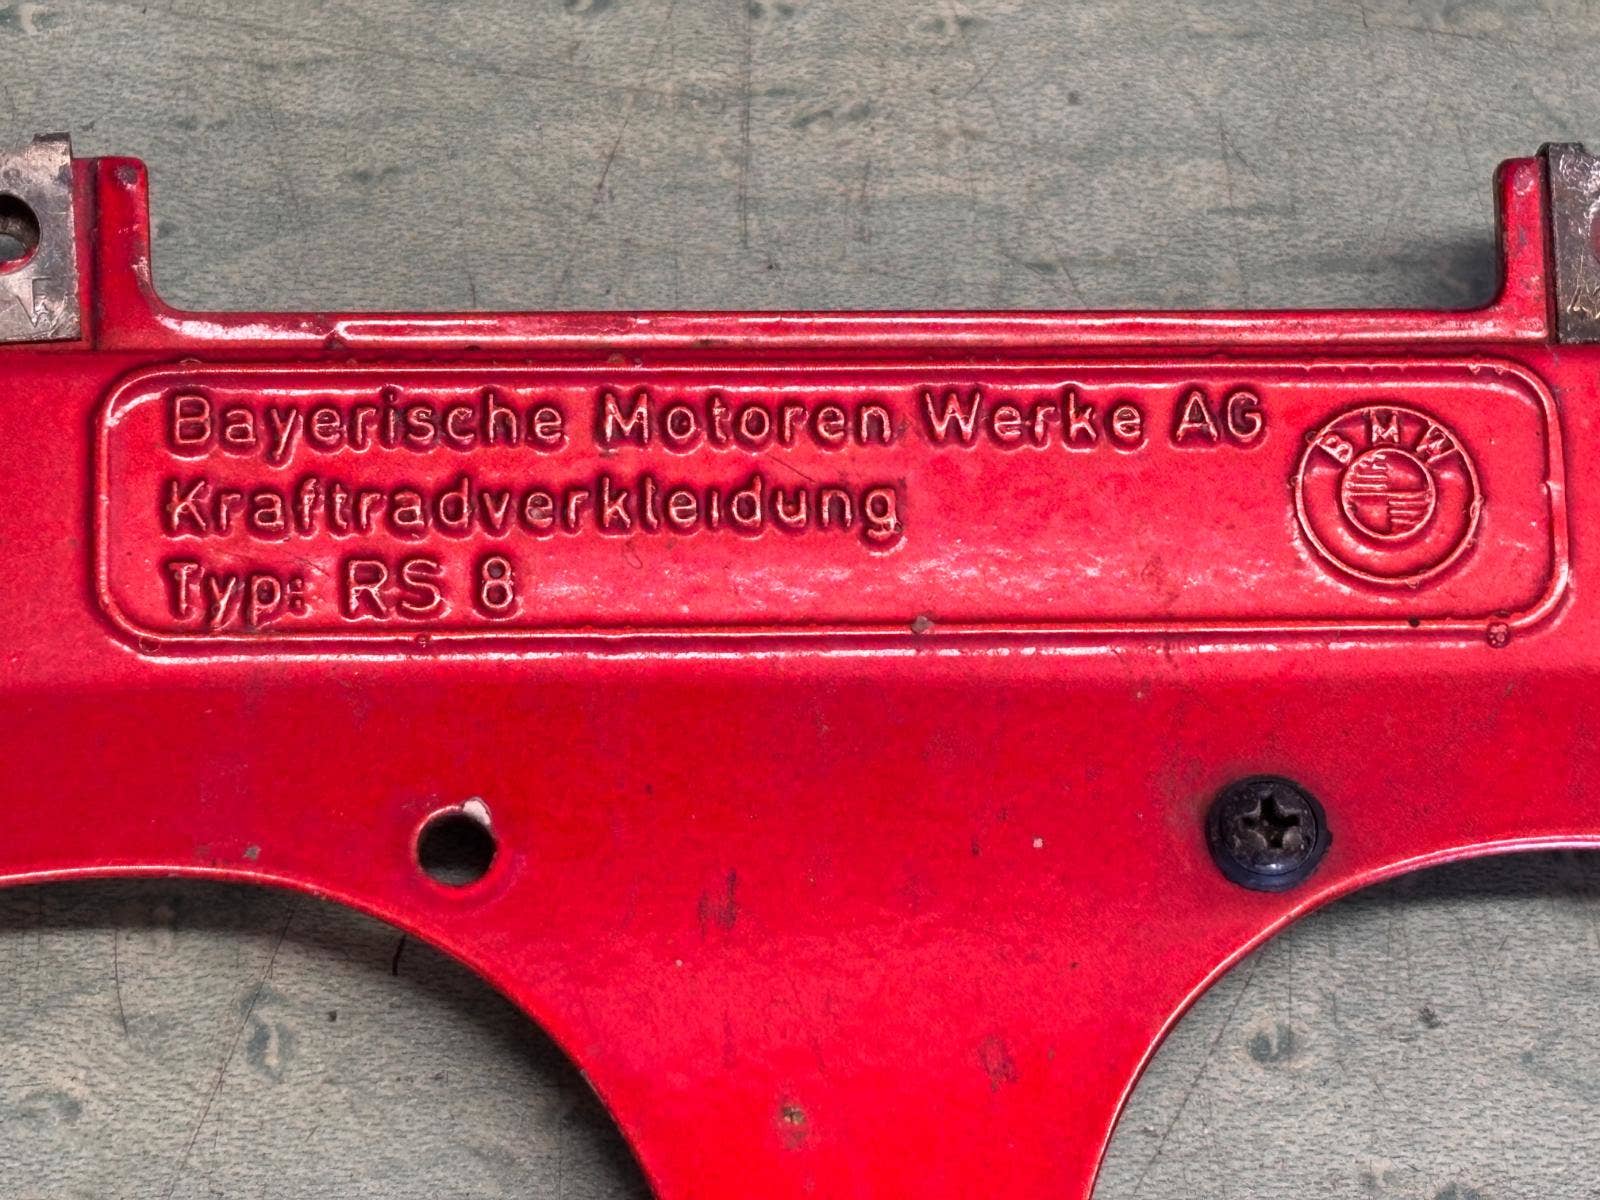 Bayerische Motoren Werke AG
BMW
Kraftradverkleidung
Typ: RS 8